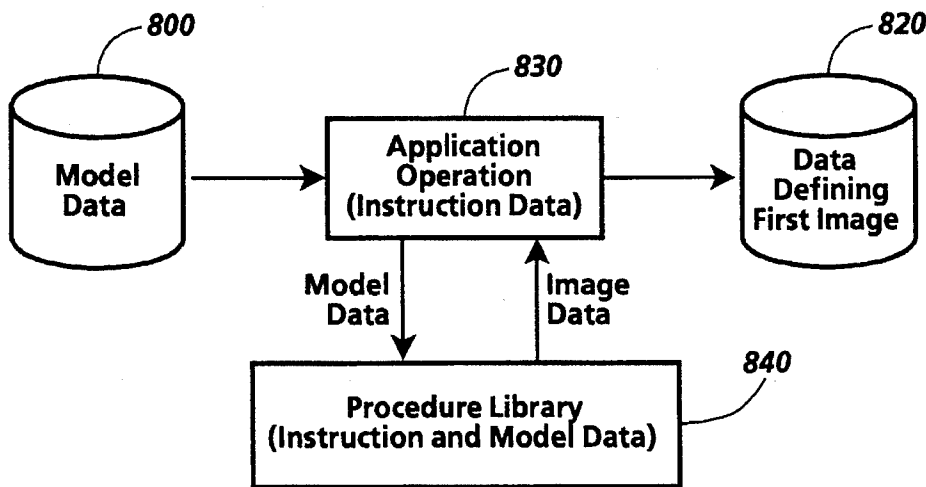 800
830
820
Model
Data
Application
Operation
(Instruction Data)
Data
Defining
First Image
Model
Data
Image
Data
840
Procedure Library
(Instruction and Model Data)